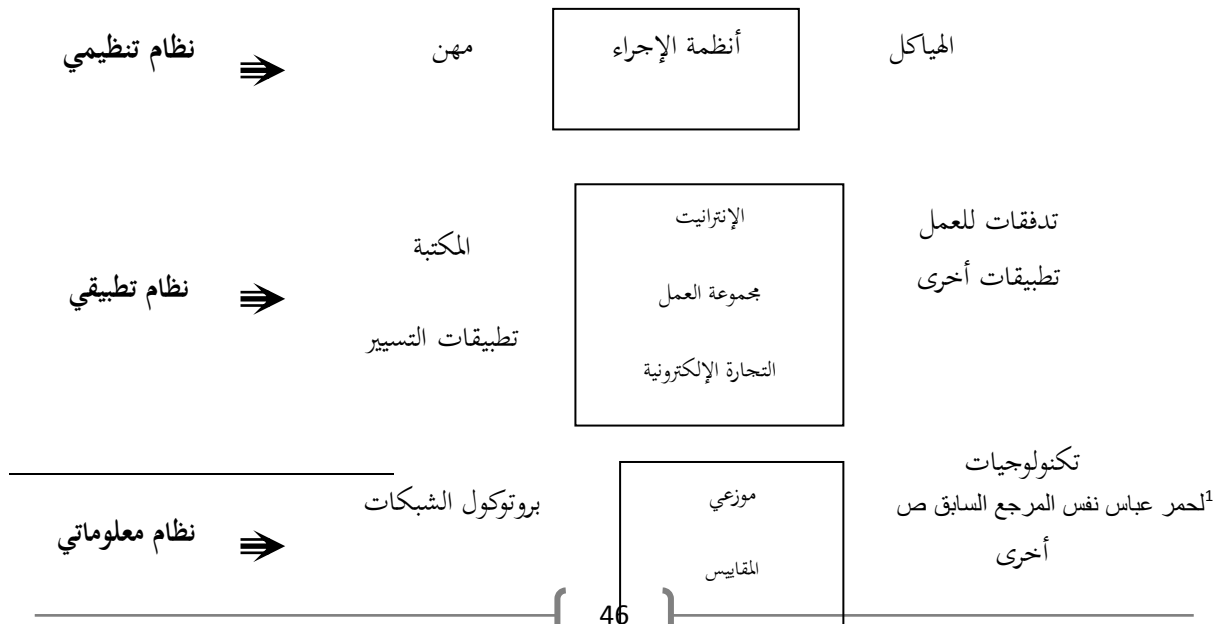 الهياكل
أنظمة الإجراء
مهن
نظام تنظيمي
تدفقات للعمل
تطبيقات أخرى
الإنترانيت
مجموعة العمل
التجارة الإلكترونية
المكتبة
تطبيقات التسيير
نظام تطبيقي
تكنولوجيات
أخرى
موزعي
المقاييس
بروتوكول الشبكات
نظام معلوماتي
1لحمر عباس نفس المرجع السابق ص
46